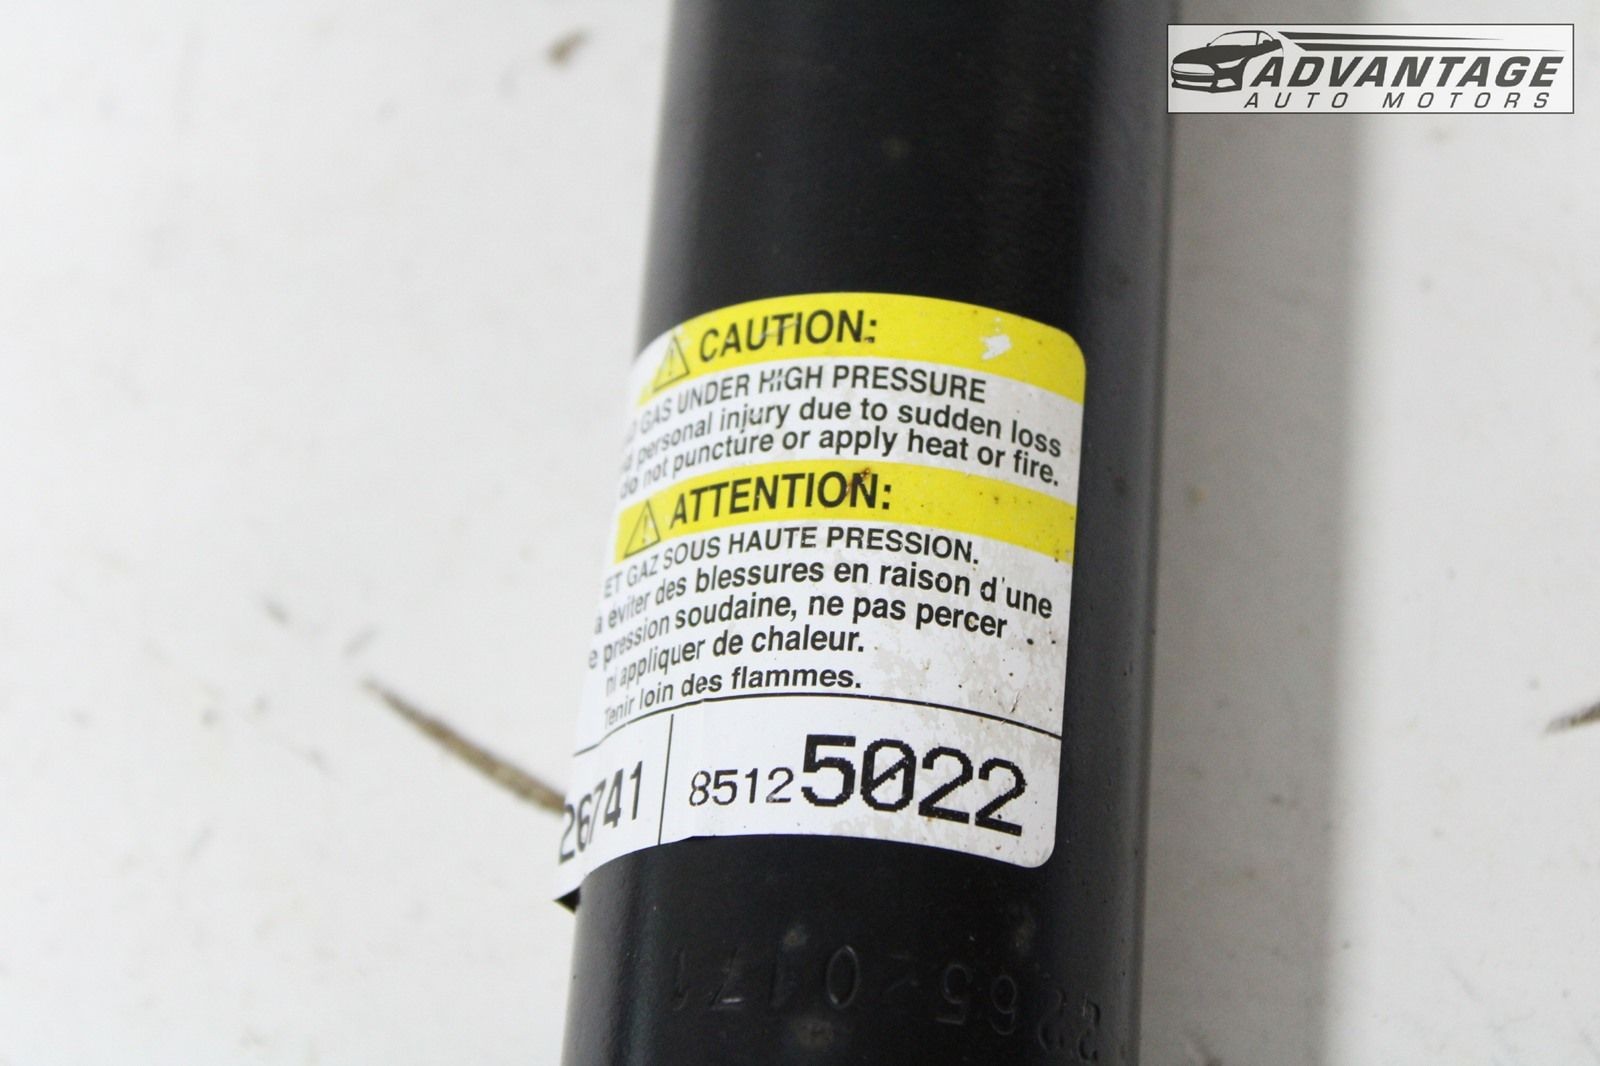 ADVANTAGE
AUTO MOTORS
CAUTION:
GAS UNDER HIGH PRESSURE
personal injury due to sudden loss
do not puncture or apply heat or fire.
ATTENTION:
ET GAZ SOUS HAUTE PRESSION.
éviter des blessures en raison d'une
pression soudaine, ne pas percer
ni appliquer de chaleur.
Tenir loin des flammes.
26741
85125022